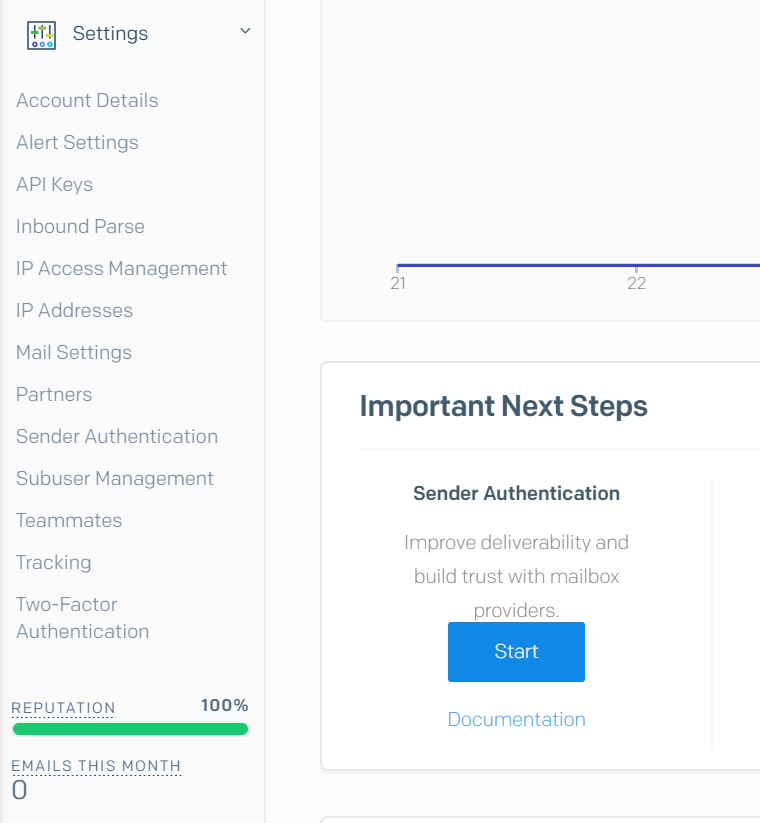 Settings
Account Details
Alert Settings
API Keys
Inbound Parse
IP Access Management
IP Addresses
Mail Settings
Partners
Sender Authentication
Subuser Management
Teammates
Tracking
Two-Factor
Authentication
REPUTATION 100%
EMAILS THIS MONTH
0
21 22
Important Next Steps
Sender Authentication
Improve deliverability and
build trust with mailbox
providers.
Start
Documentation